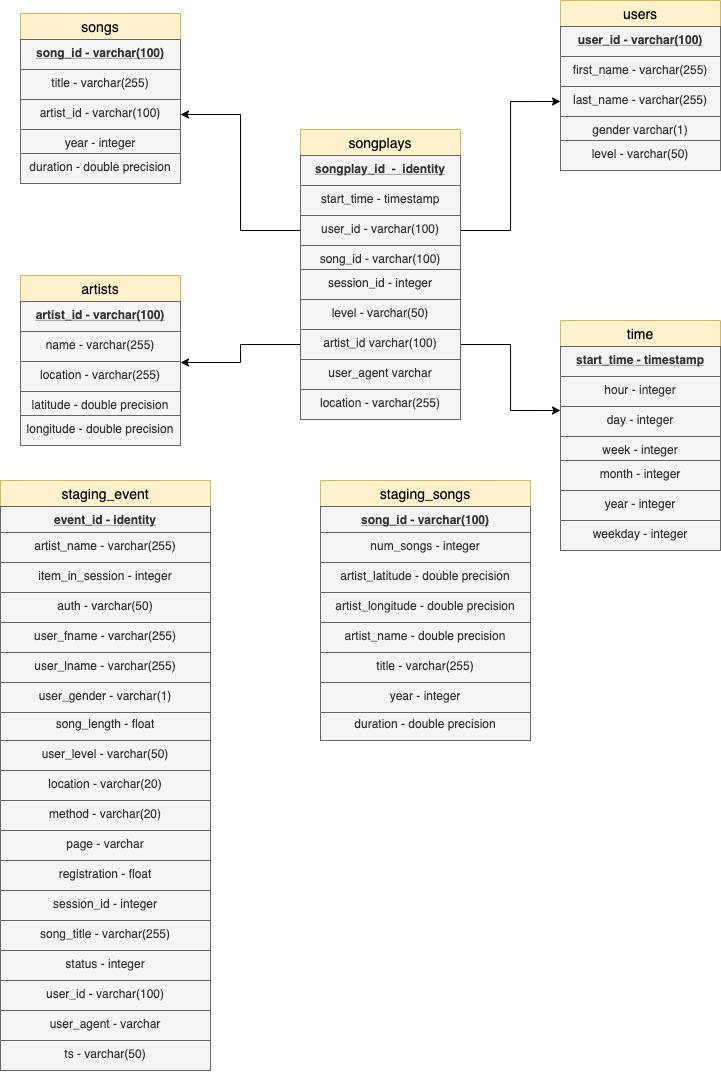 songs
song_id - varchar(100)
title - varchar(255)
artist_id - varchar(100)
year - integer
duration - double precision
users
user_id - varchar(100)
first_name - varchar(255)
last_name - varchar(255)
gender varchar(1)
level - varchar(50)
songplays
songplay_id - identity
start_time - timestamp
user_id - varchar(100)
song_id - varchar(100)
session_id - integer
level - varchar(50)
artist_id varchar(100)
user_agent varchar
location - varchar(255)
artists
artist_id - varchar(100)
name - varchar(255)
location - varchar(255)
latitude - double precision
longitude - double precision
time
start_time - timestamp
hour - integer
day - integer
week - integer
month - integer
year - integer
weekday - integer
staging_event
event_id - identity
artist_name - varchar(255)
item_in_session - integer
auth - varchar(50)
user_fname - varchar(255)
user_lname - varchar(255)
user_gender - varchar(1)
song_length - float
user_level - varchar(50)
location - varchar(20)
method - varchar(20)
page - varchar
registration - float
session_id - integer
song_title - varchar(255)
status - integer
user_id - varchar(100)
user_agent - varchar
ts - varchar(50)
staging_songs
song_id - varchar(100)
num_songs - integer
artist_latitude - double precision
artist_longitude - double precision
artist_name - double precision
title - varchar(255)
year - integer
duration - double precision